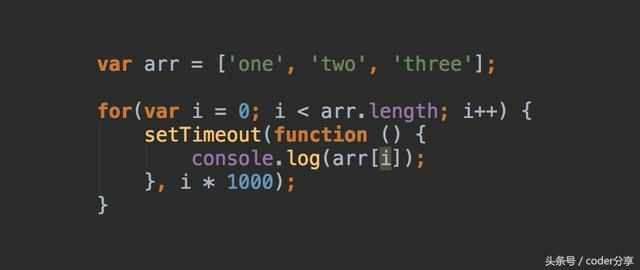 var arr = ['one', 'two', 'three'];
for(var i = 0; i < arr.length; i++) {
    setTimeout(function () {
        console.log(arr[i]);
    }, i * 1000);
}
头条号 / coder分享